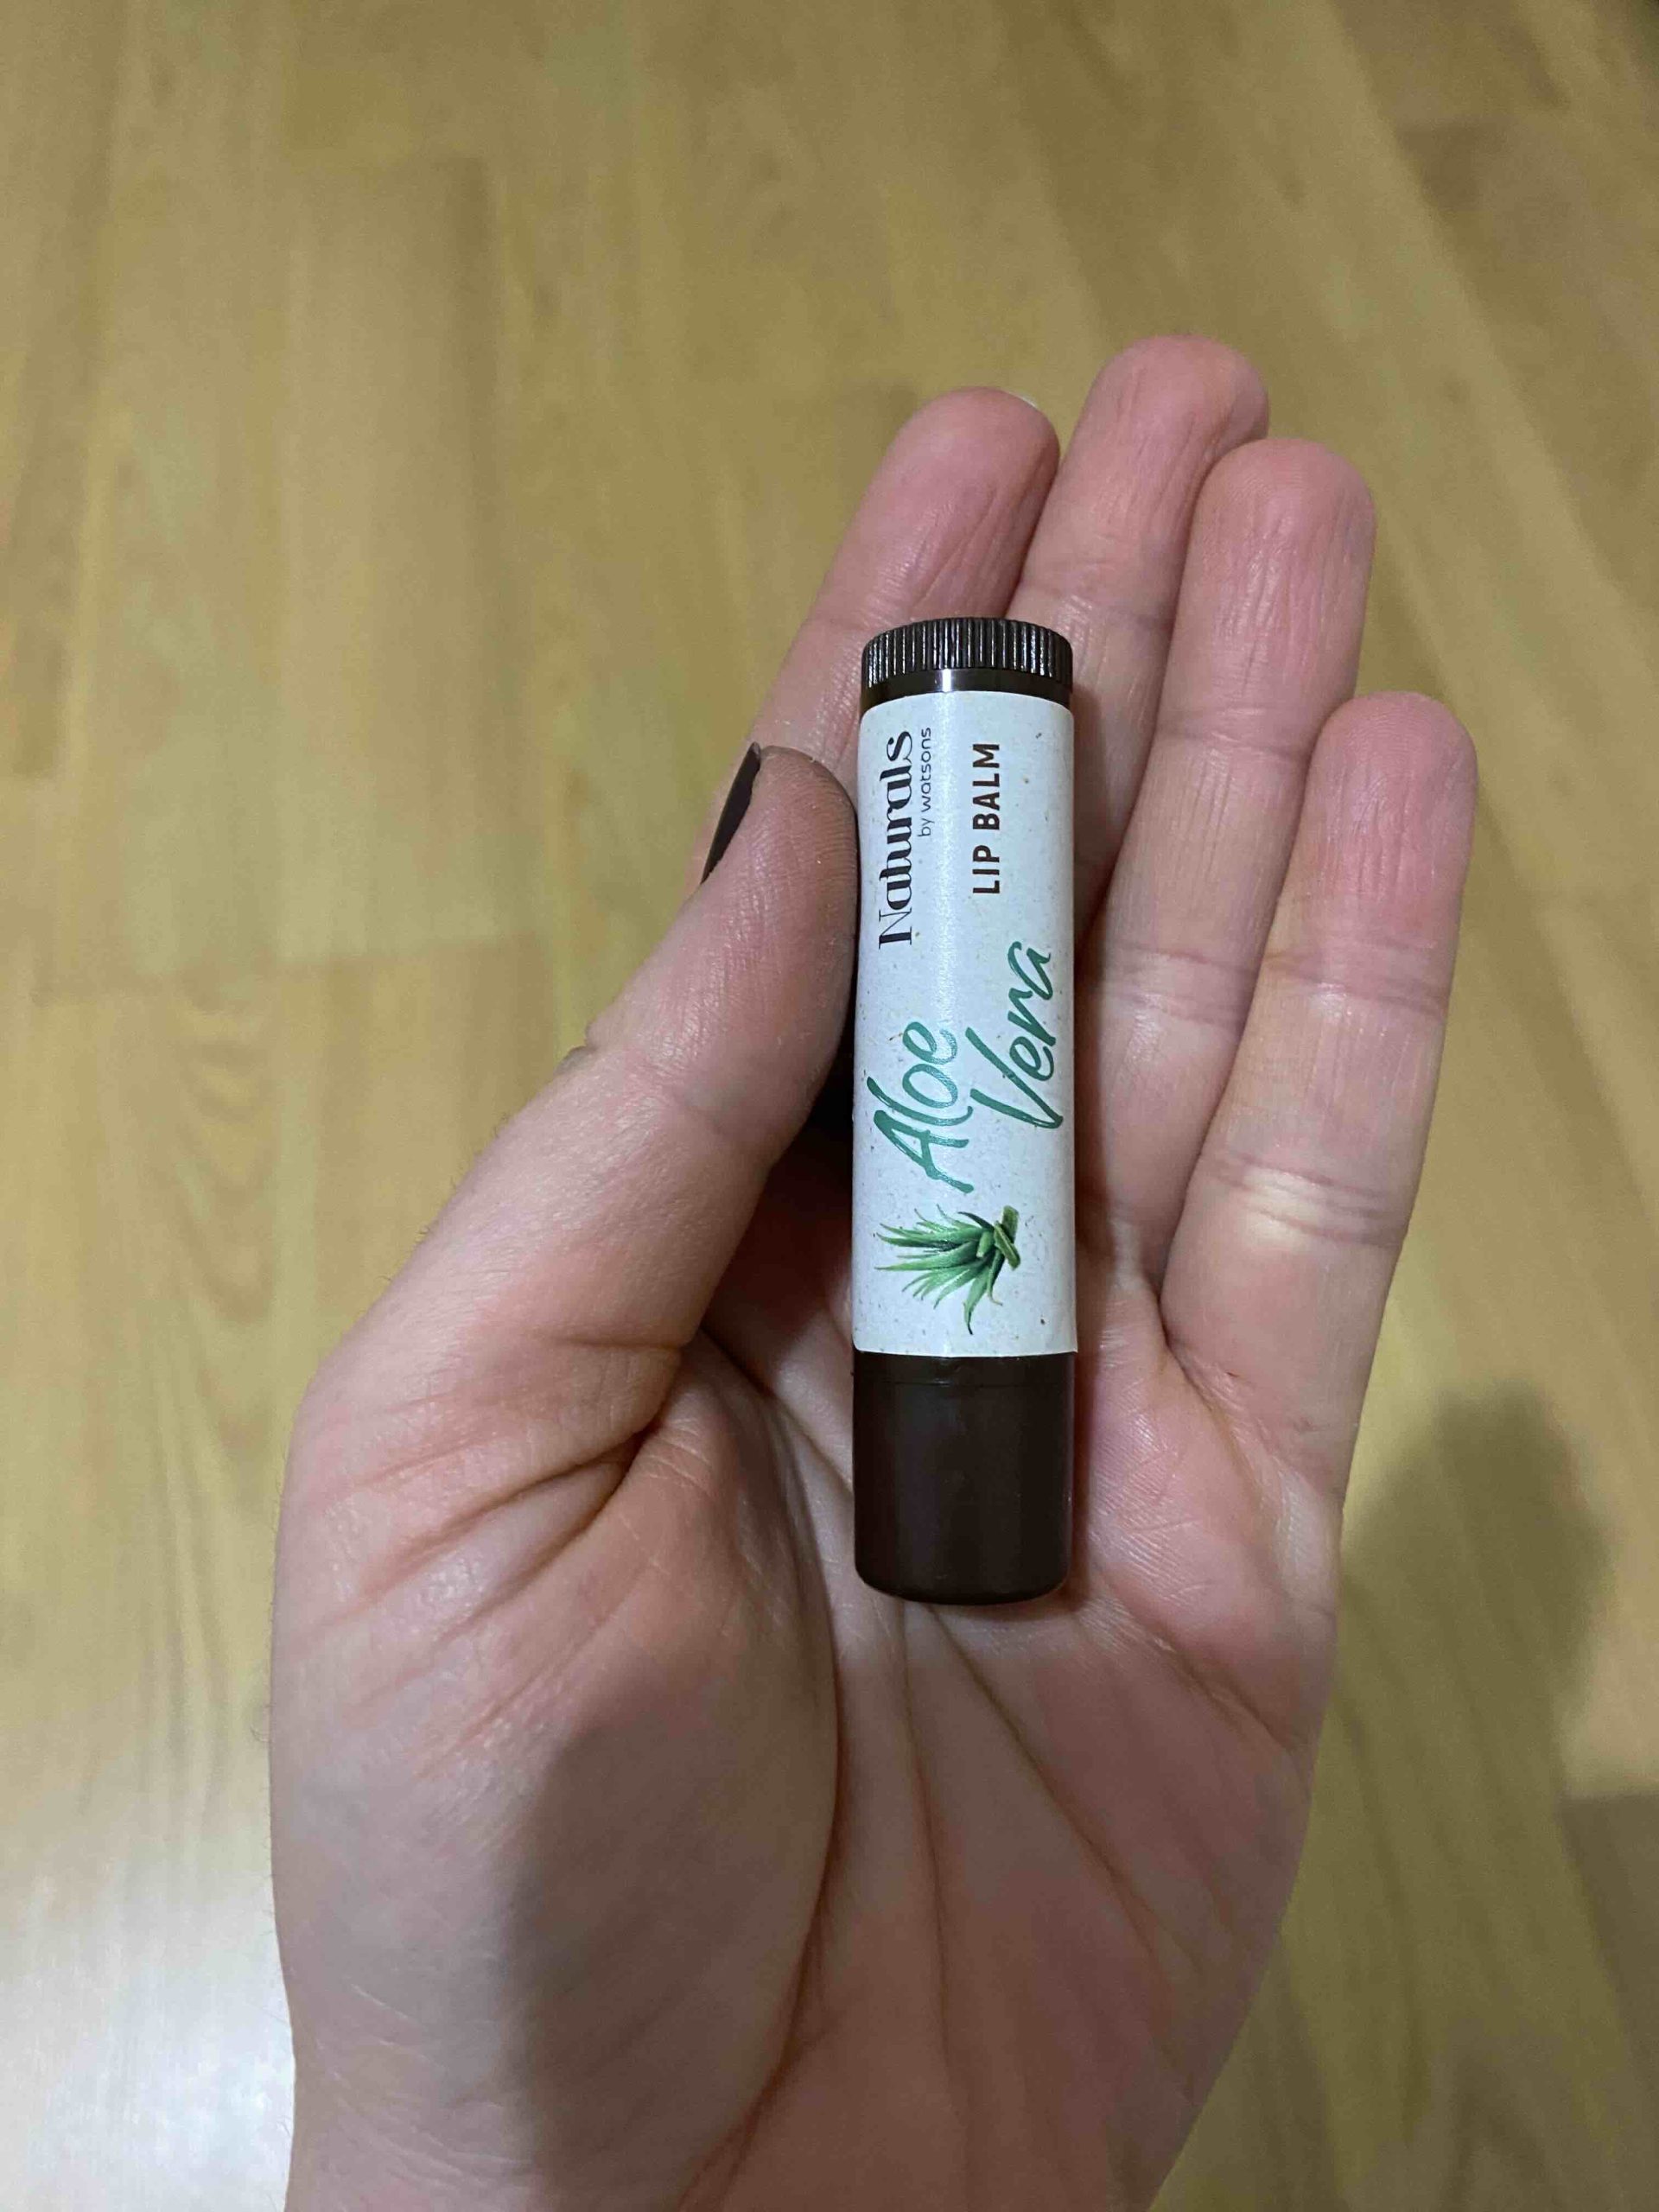 Naturals
by watsons
LIP BALM
Aloe
Vera